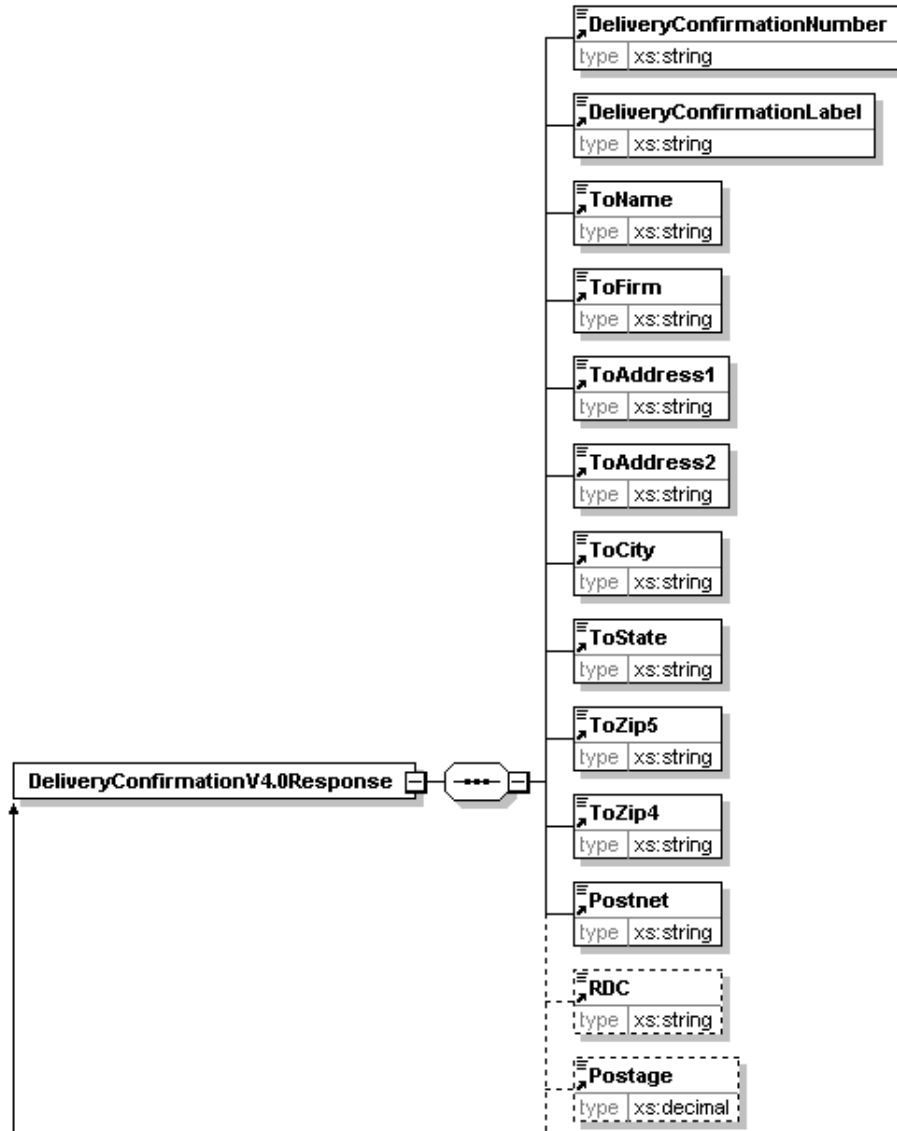 DeliveryConfirmationNumber
type xs:string
DeliveryConfirmationLabel
type xs:string
ToName
type xs:string
ToFirm
type xs:string
ToAddress1
type xs:string
ToAddress2
type xs:string
ToCity
type xs:string
ToState
type xs:string
ToZip5
type xs:string
DeliveryConfirmationV4.0Response
ToZip4
type xs:string
Postnet
type xs:string
RDC
type xs:string
Postage
type xs:decimal